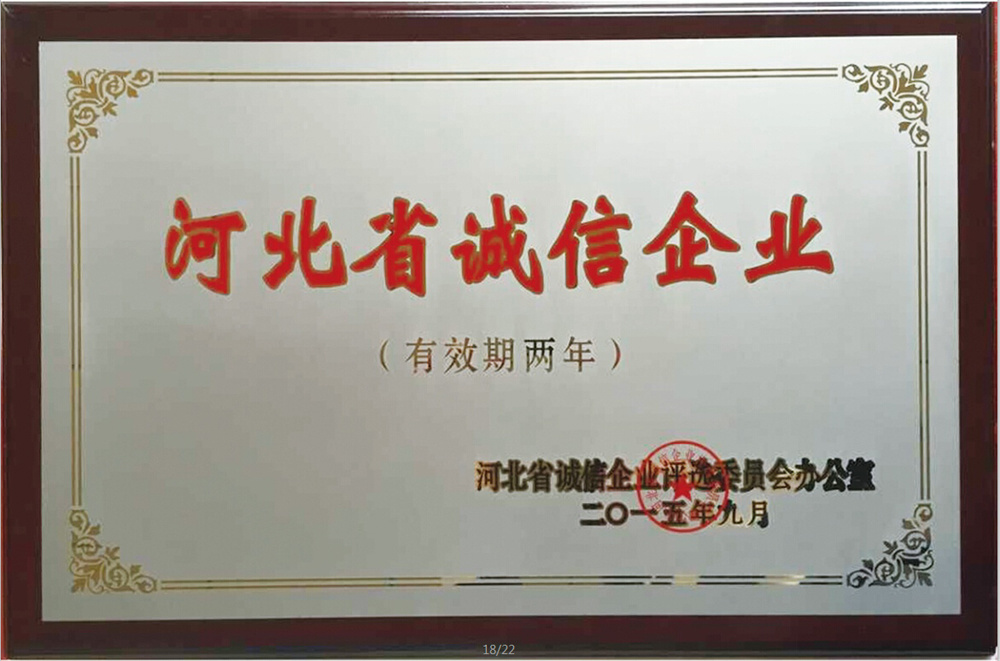 河北省诚信企业
（有效期两年）
河北省诚信企业评选委员会办公室
二〇一五年九月
18/22